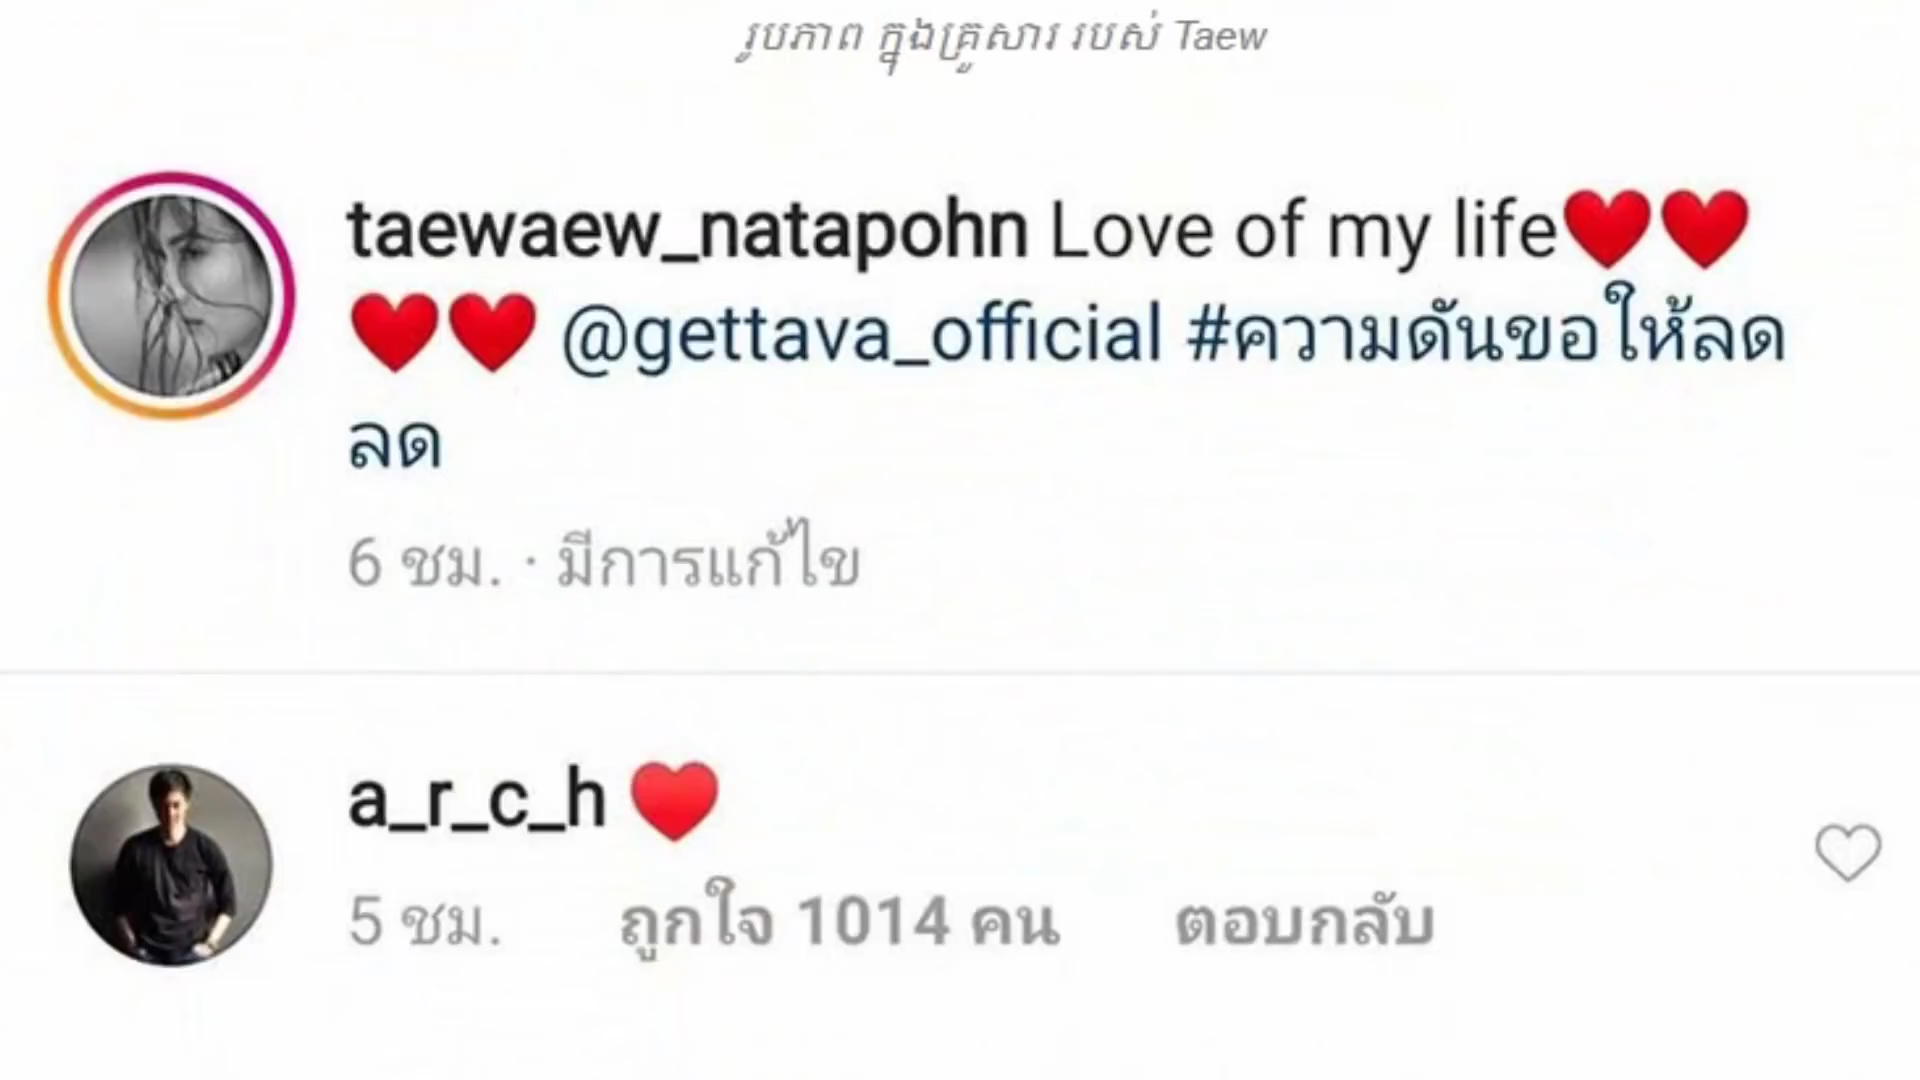 រូបភាព ក្នុងគ្រួសារ របស់ Taew
taewaew_natapohn Love of my life❤️❤️
❤️❤️ @gettava_official #ความดันขอให้ลด
ลด
6 ชม. · มีการแก้ไข
a_r_c_h ❤️
5 ชม. ถูกใจ 1014 คน ตอบกลับ